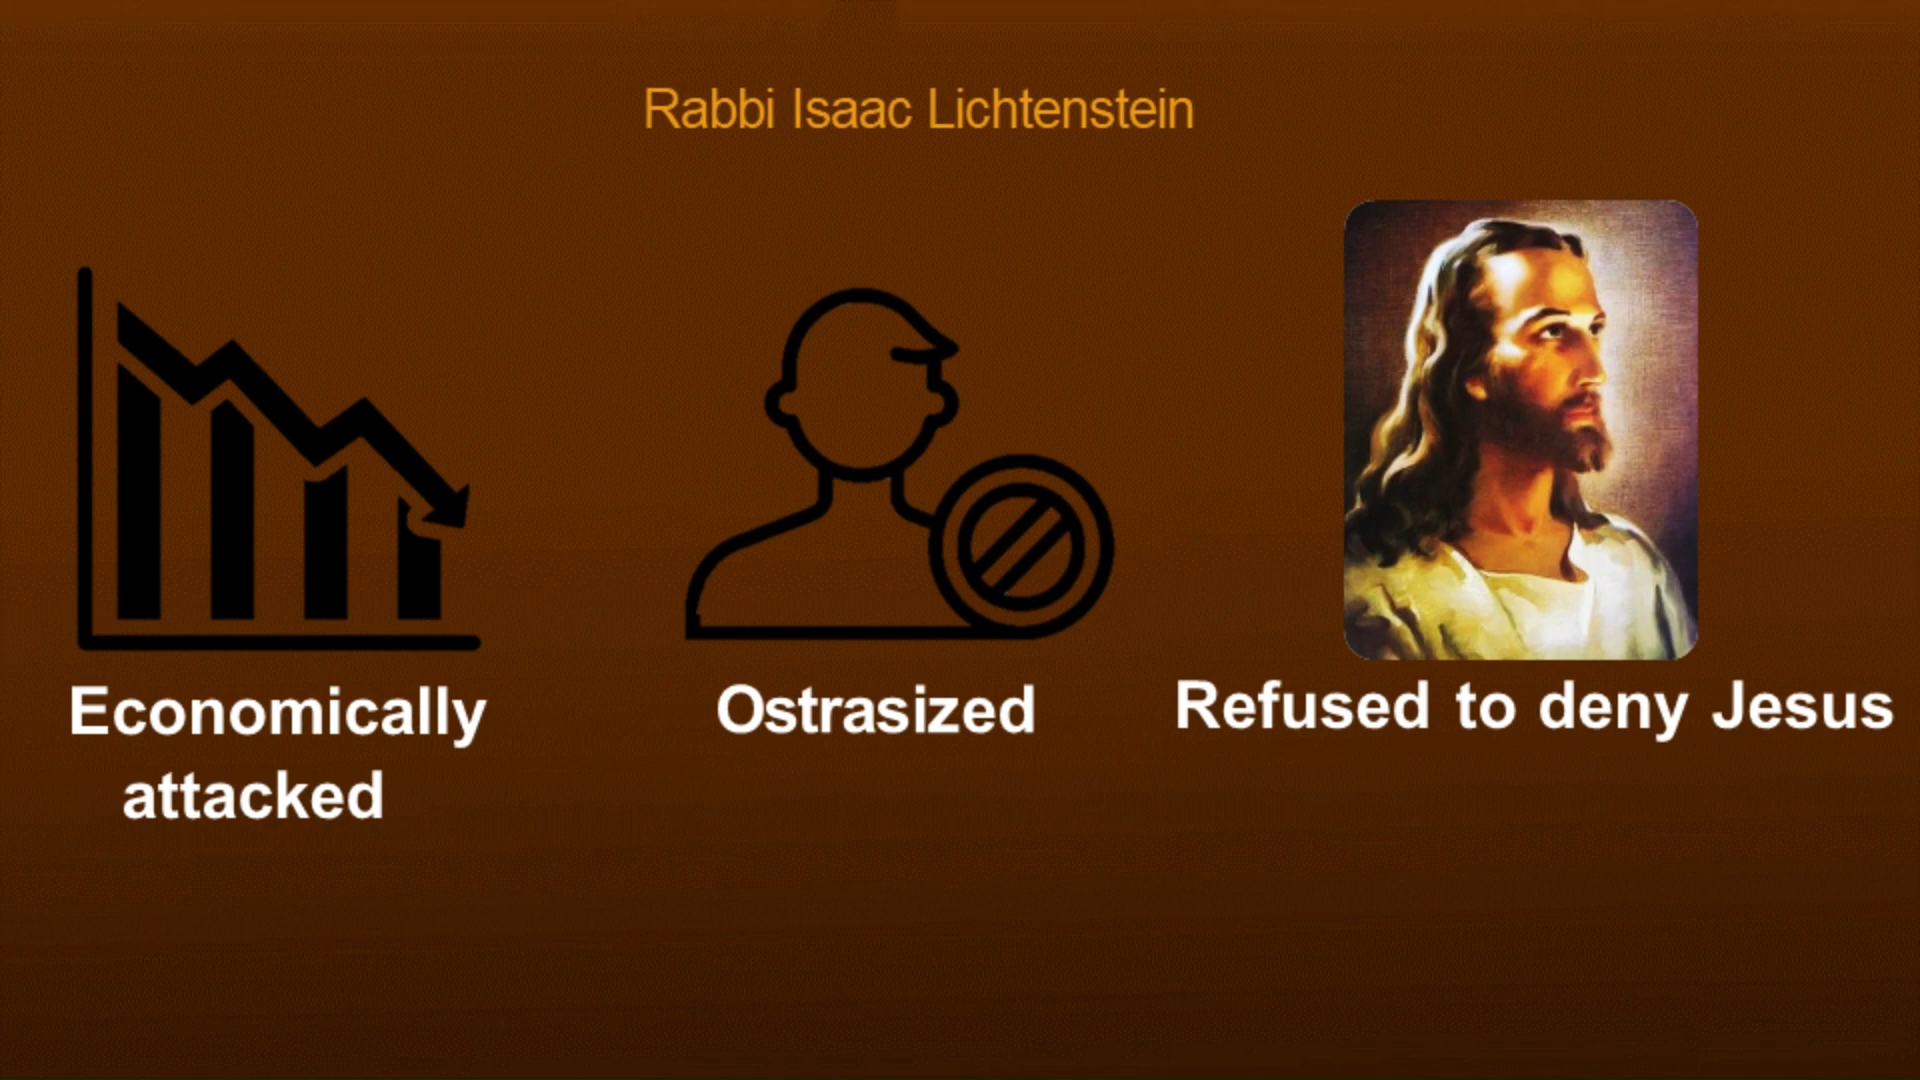 Rabbi Isaac Lichtenstein
Economically
attacked
Ostrasized
Refused to deny Jesus